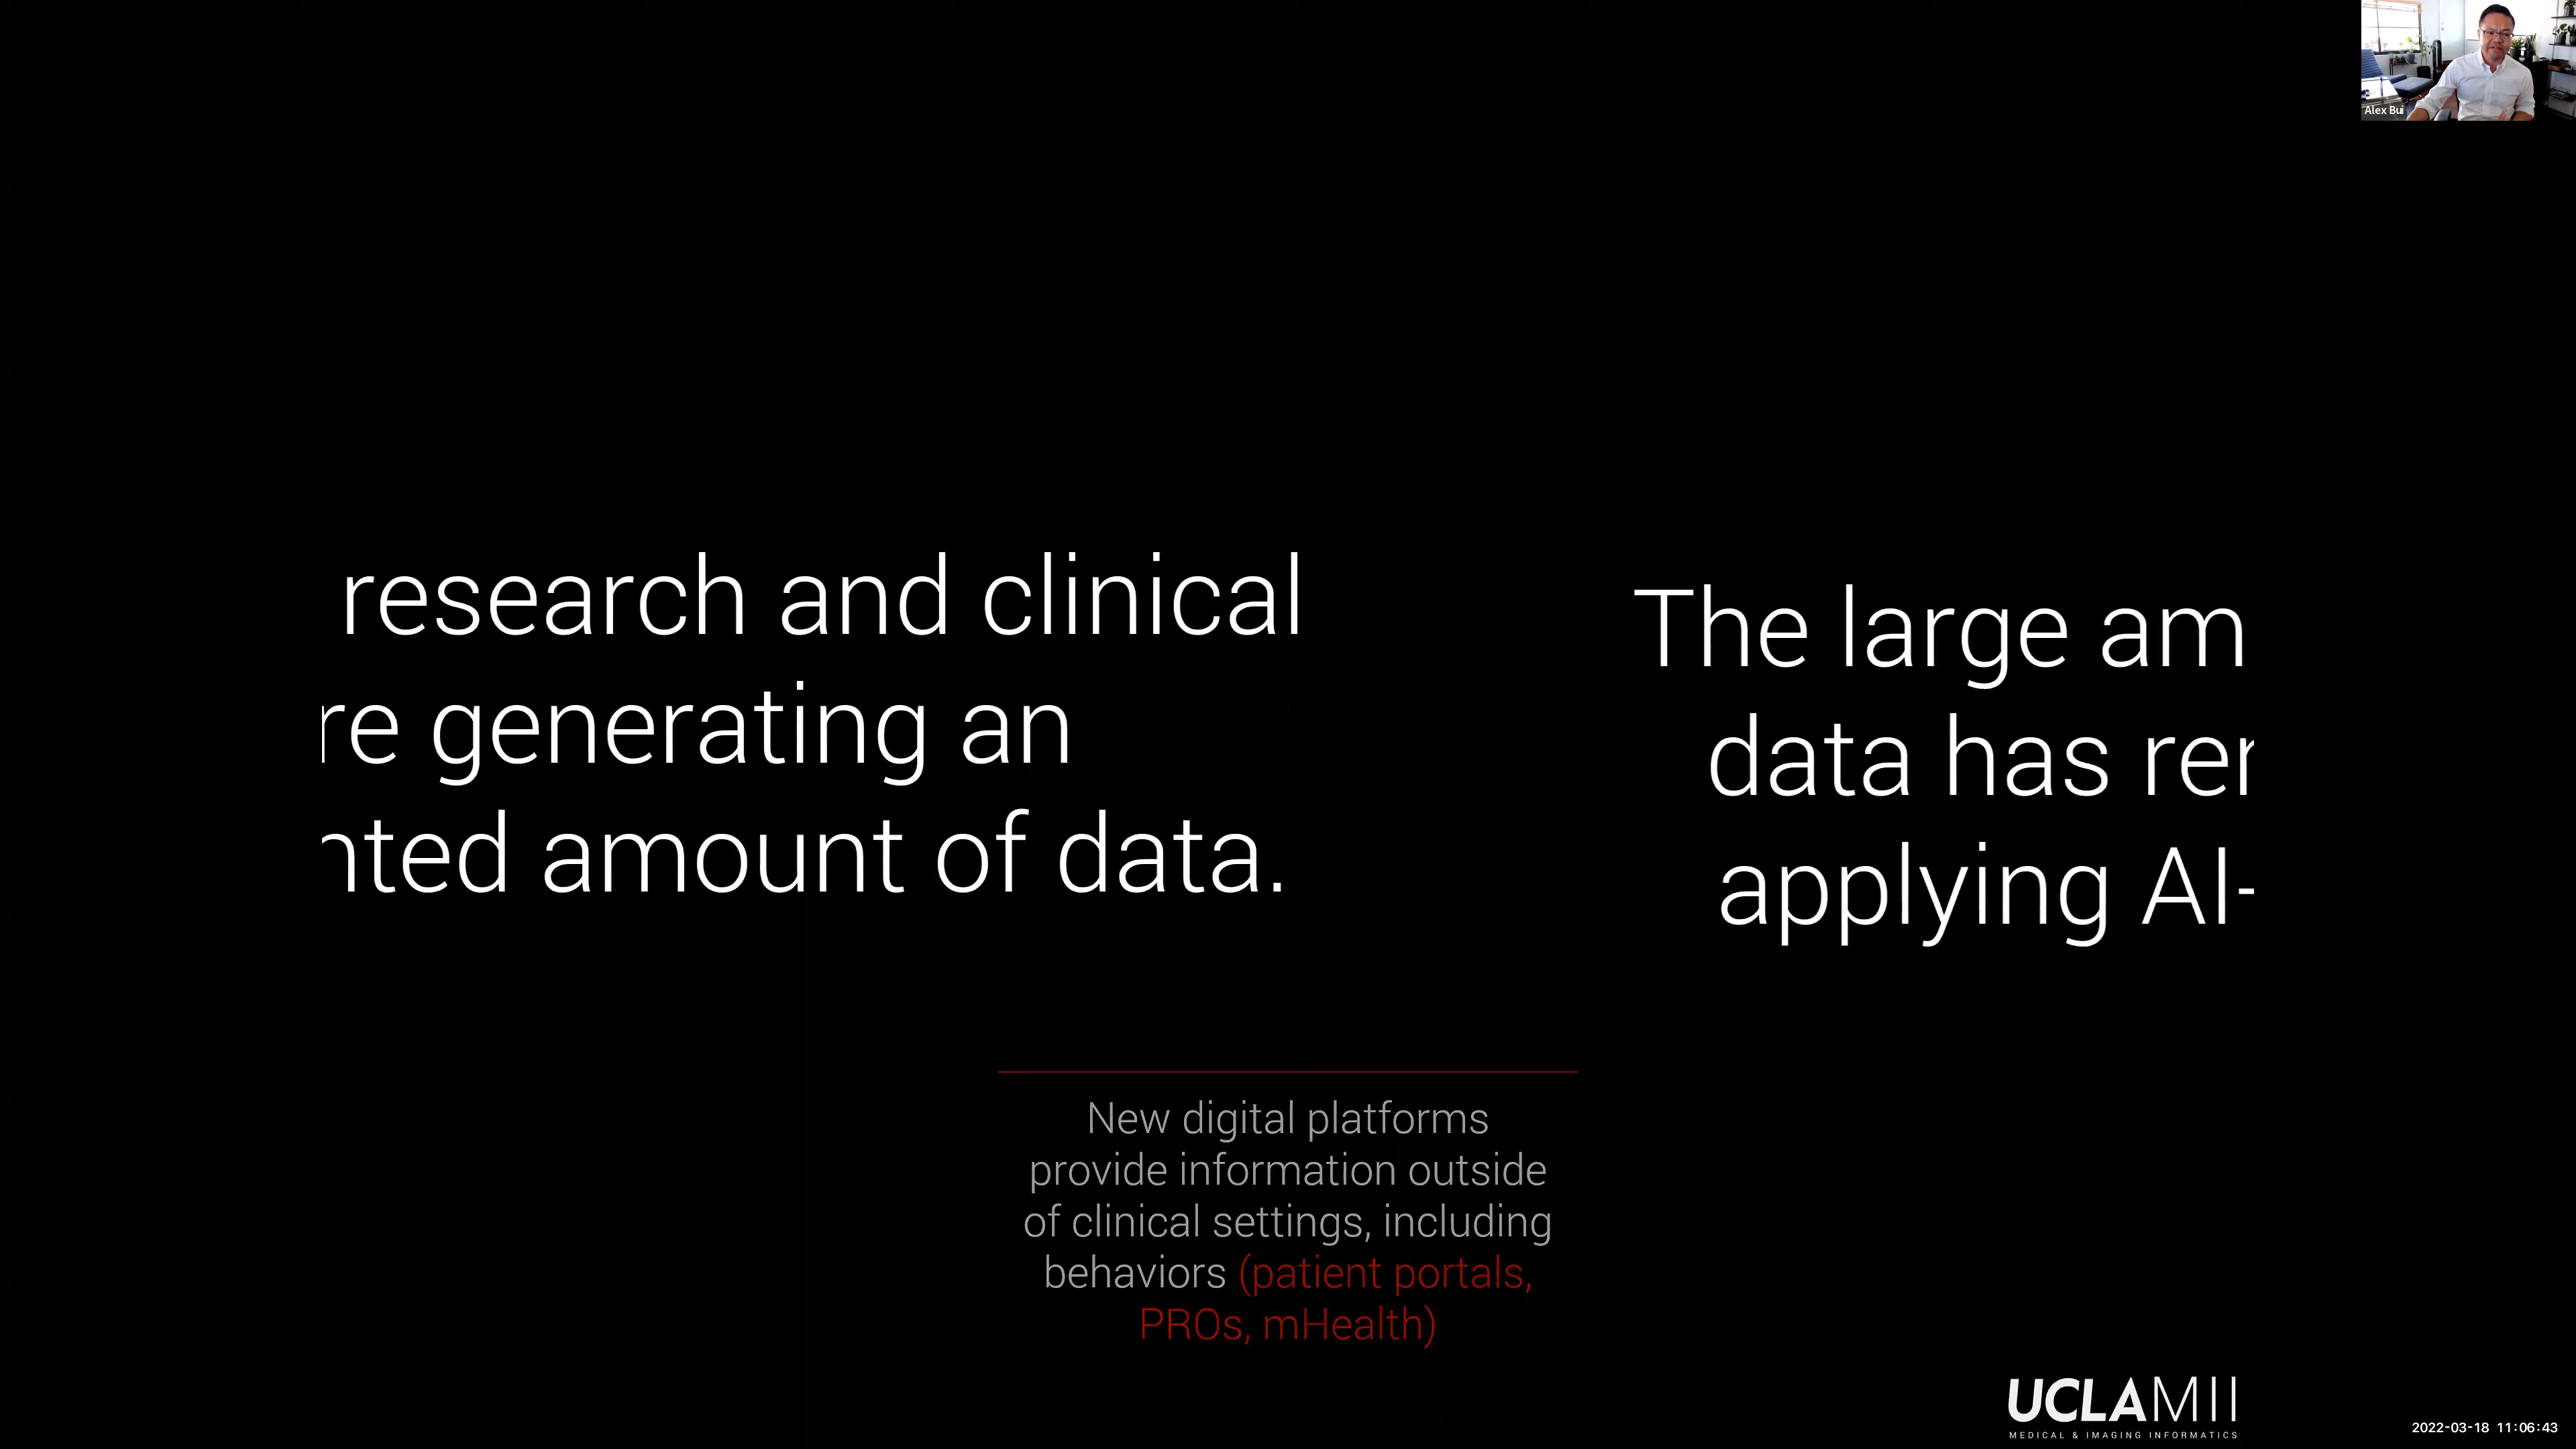 Alex Bui
research and clinical
re generating an
nted amount of data.
The large am
data has rer
applying AI-
New digital platforms
provide information outside
of clinical settings, including
behaviors (patient portals,
PROs, mHealth)
UCLAMII
MEDICAL & IMAGING INFORMATICS
2022-03-18 11:06:43